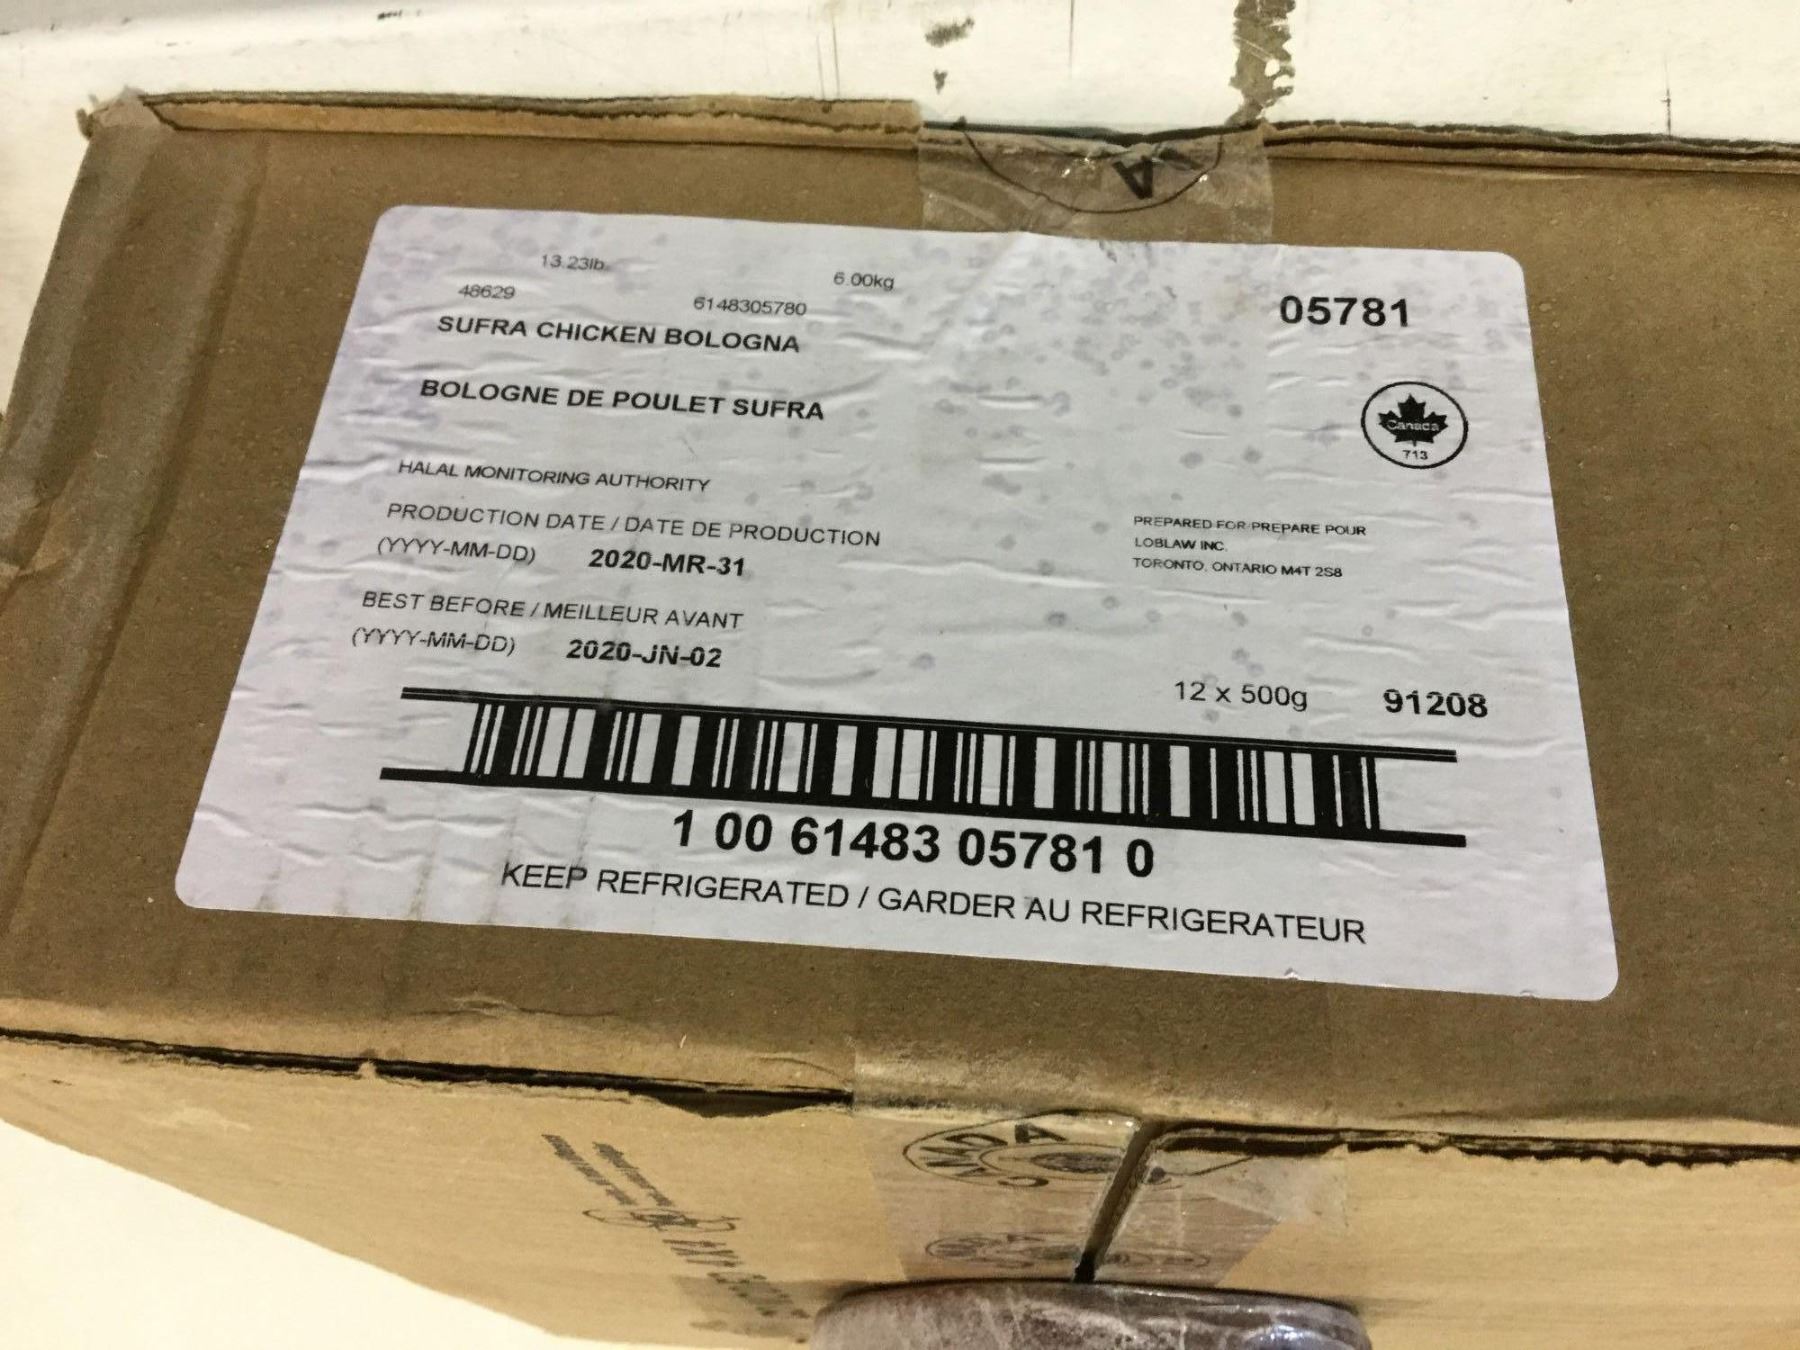 A
13.23lb
6.00kg
48629
6148305780
05781
SUFRA CHICKEN BOLOGNA
BOLOGNE DE POULET SUFRA
Canada
713
HALAL MONITORING AUTHORITY
PRODUCTION DATE / DATE DE PRODUCTION
(YYYY-MM-DD) 2020-MR-31
PREPARED FOR/PREPARE POUR
LOBLAW INC.
TORONTO, ONTARIO M4T 2S8
BEST BEFORE / MEILLEUR AVANT
(YYYY-MM-DD) 2020-JN-02
12 x 500g 91208
1 00 61483 05781 0
KEEP REFRIGERATED / GARDER AU REFRIGERATEUR